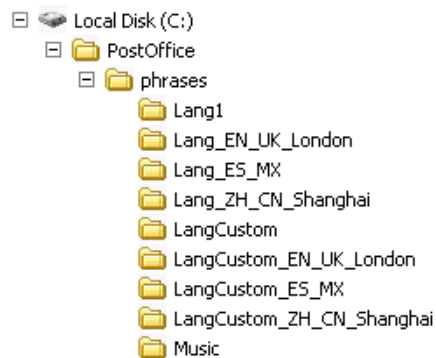 Local Disk (C:)
PostOffice
phrases
Lang1
Lang_EN_UK_London
Lang_ES_MX
Lang_ZH_CN_Shanghai
LangCustom
LangCustom_EN_UK_London
LangCustom_ES_MX
LangCustom_ZH_CN_Shanghai
Music